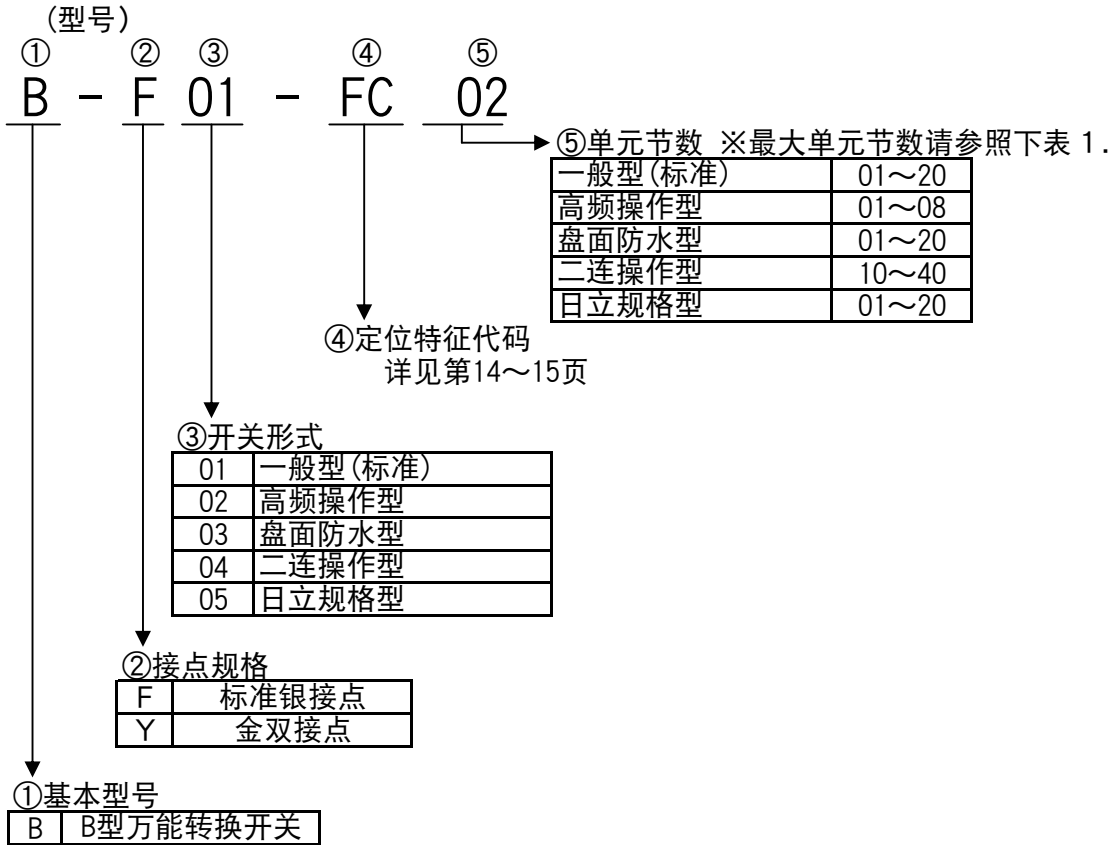 (型号)
① ② ③ ④ ⑤
B - F 01 - FC 02
⑤单元节数 ※最大单元节数请参照下表 1.
一般型(标准) 01～20
高频操作型 01～08
盘面防水型 01～20
二连操作型 10～40
日立规格型 01～20
④定位特征代码
详见第14～15页
③开关形式
01 一般型(标准)
02 高频操作型
03 盘面防水型
04 二连操作型
05 日立规格型
②接点规格
F 标准银接点
Y 金双接点
①基本型号
B B型万能转换开关